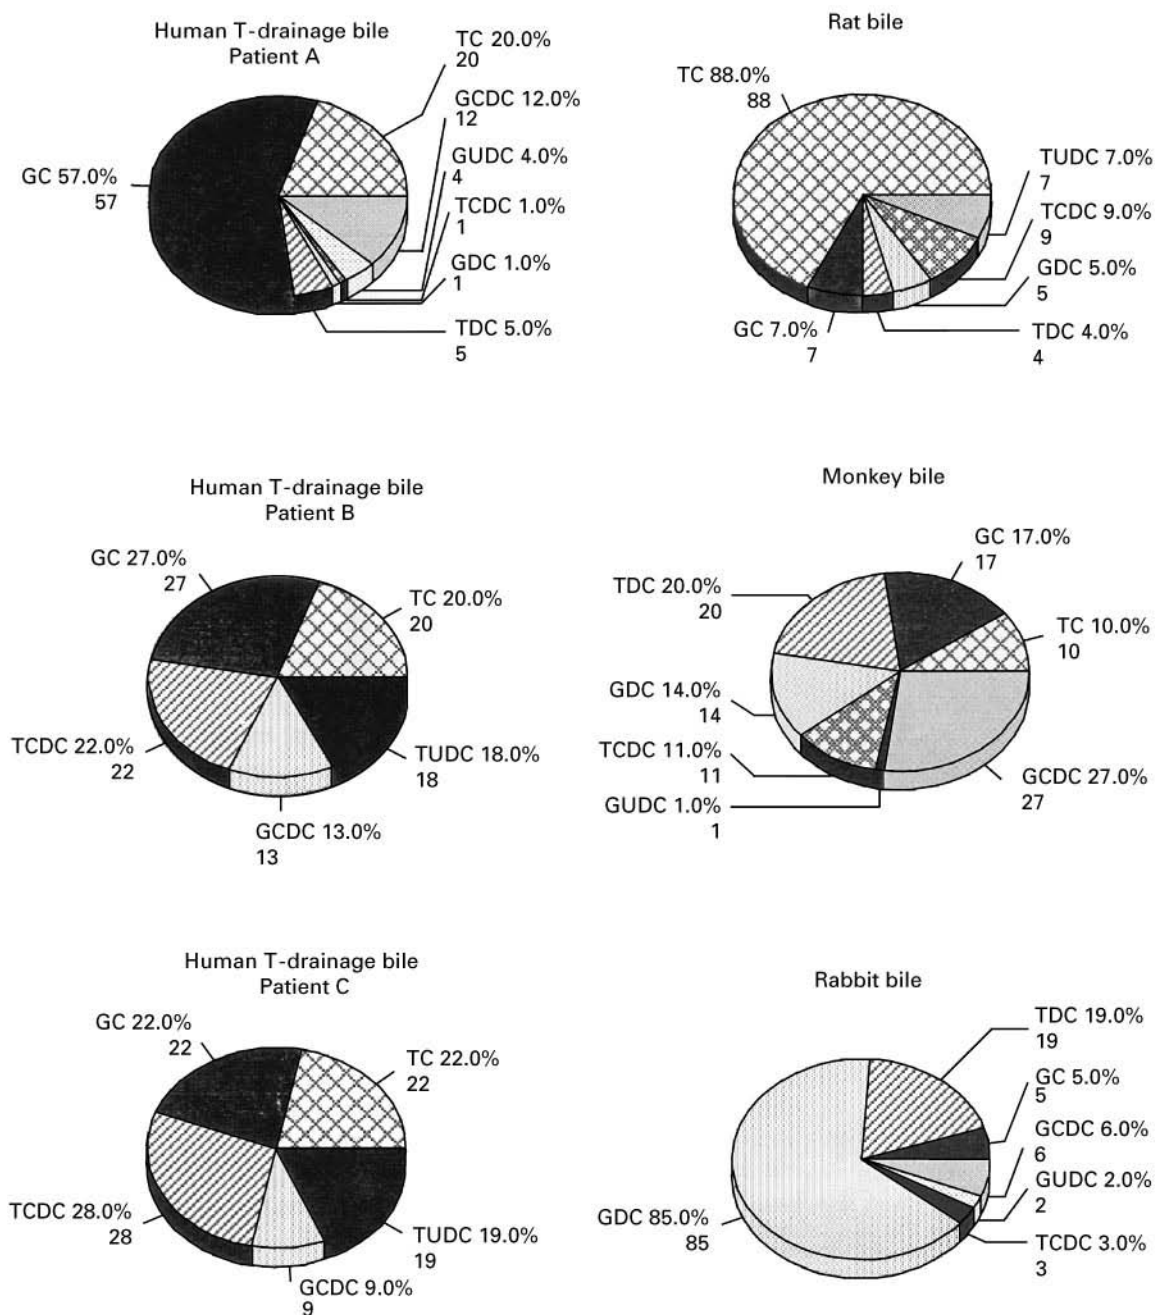 Human T-drainage bile
Patient A
TC 20.0%
20
GCDC 12.0%
12
GUDC 4.0%
4
TCDC 1.0%
1
GDC 1.0%
1
TDC 5.0%
5
GC 57.0%
57
Rat bile
TC 88.0%
88
TUDC 7.0%
7
TCDC 9.0%
9
GDC 5.0%
5
TDC 4.0%
4
GC 7.0%
7
Human T-drainage bile
Patient B
GC 27.0%
27
TC 20.0%
20
TCDC 22.0%
22
TUDC 18.0%
18
GCDC 13.0%
13
Monkey bile
GC 17.0%
17
TDC 20.0%
20
TC 10.0%
10
GDC 14.0%
14
TCDC 11.0%
11
GCDC 27.0%
27
GUDC 1.0%
1
Human T-drainage bile
Patient C
GC 22.0%
22
TC 22.0%
22
TCDC 28.0%
28
TUDC 19.0%
19
GCDC 9.0%
9
Rabbit bile
TDC 19.0%
19
GC 5.0%
5
GCDC 6.0%
6
GUDC 2.0%
2
TCDC 3.0%
3
GDC 85.0%
85